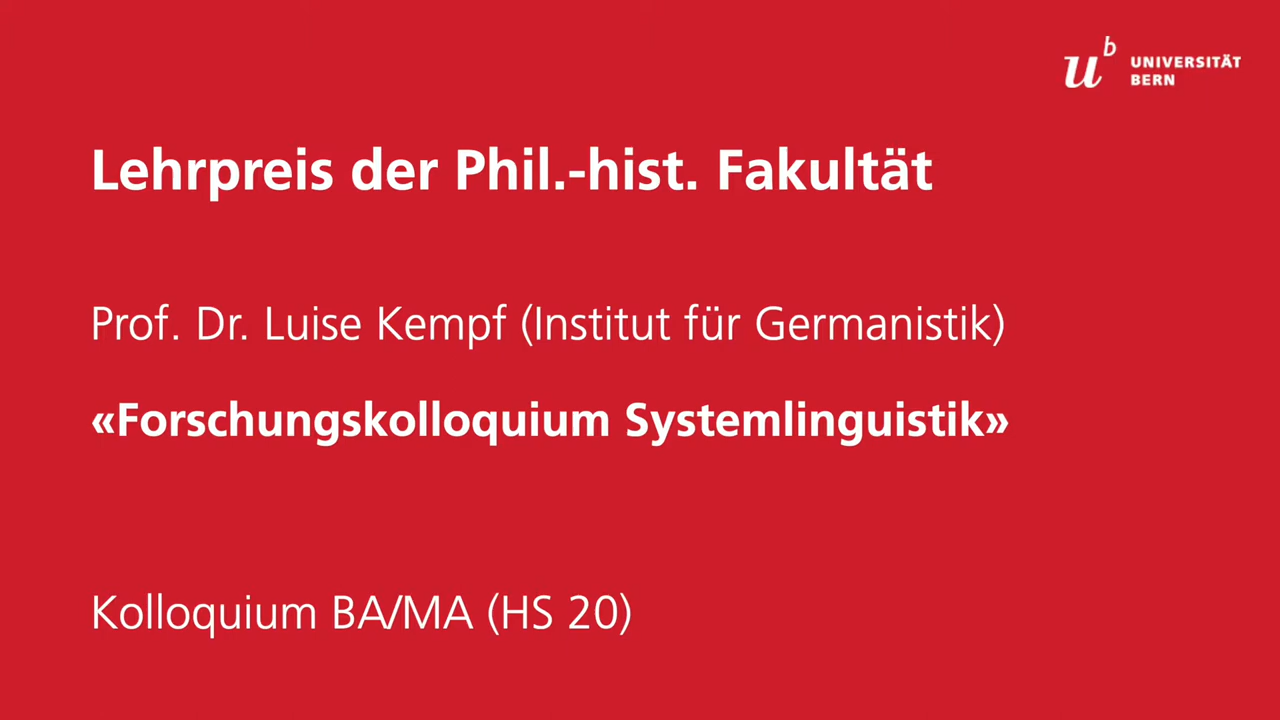 u^b UNIVERSITÄT
BERN
Lehrpreis der Phil.-hist. Fakultät
Prof. Dr. Luise Kempf (Institut für Germanistik)
«Forschungskolloquium Systemlinguistik»
Kolloquium BA/MA (HS 20)